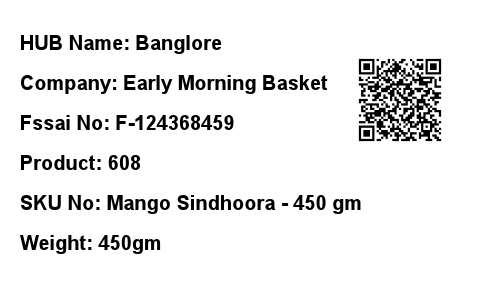 HUB Name: Banglore
Company: Early Morning Basket
Fssai No: F-124368459
Product: 608
SKU No: Mango Sindhoora - 450 gm
Weight: 450gm